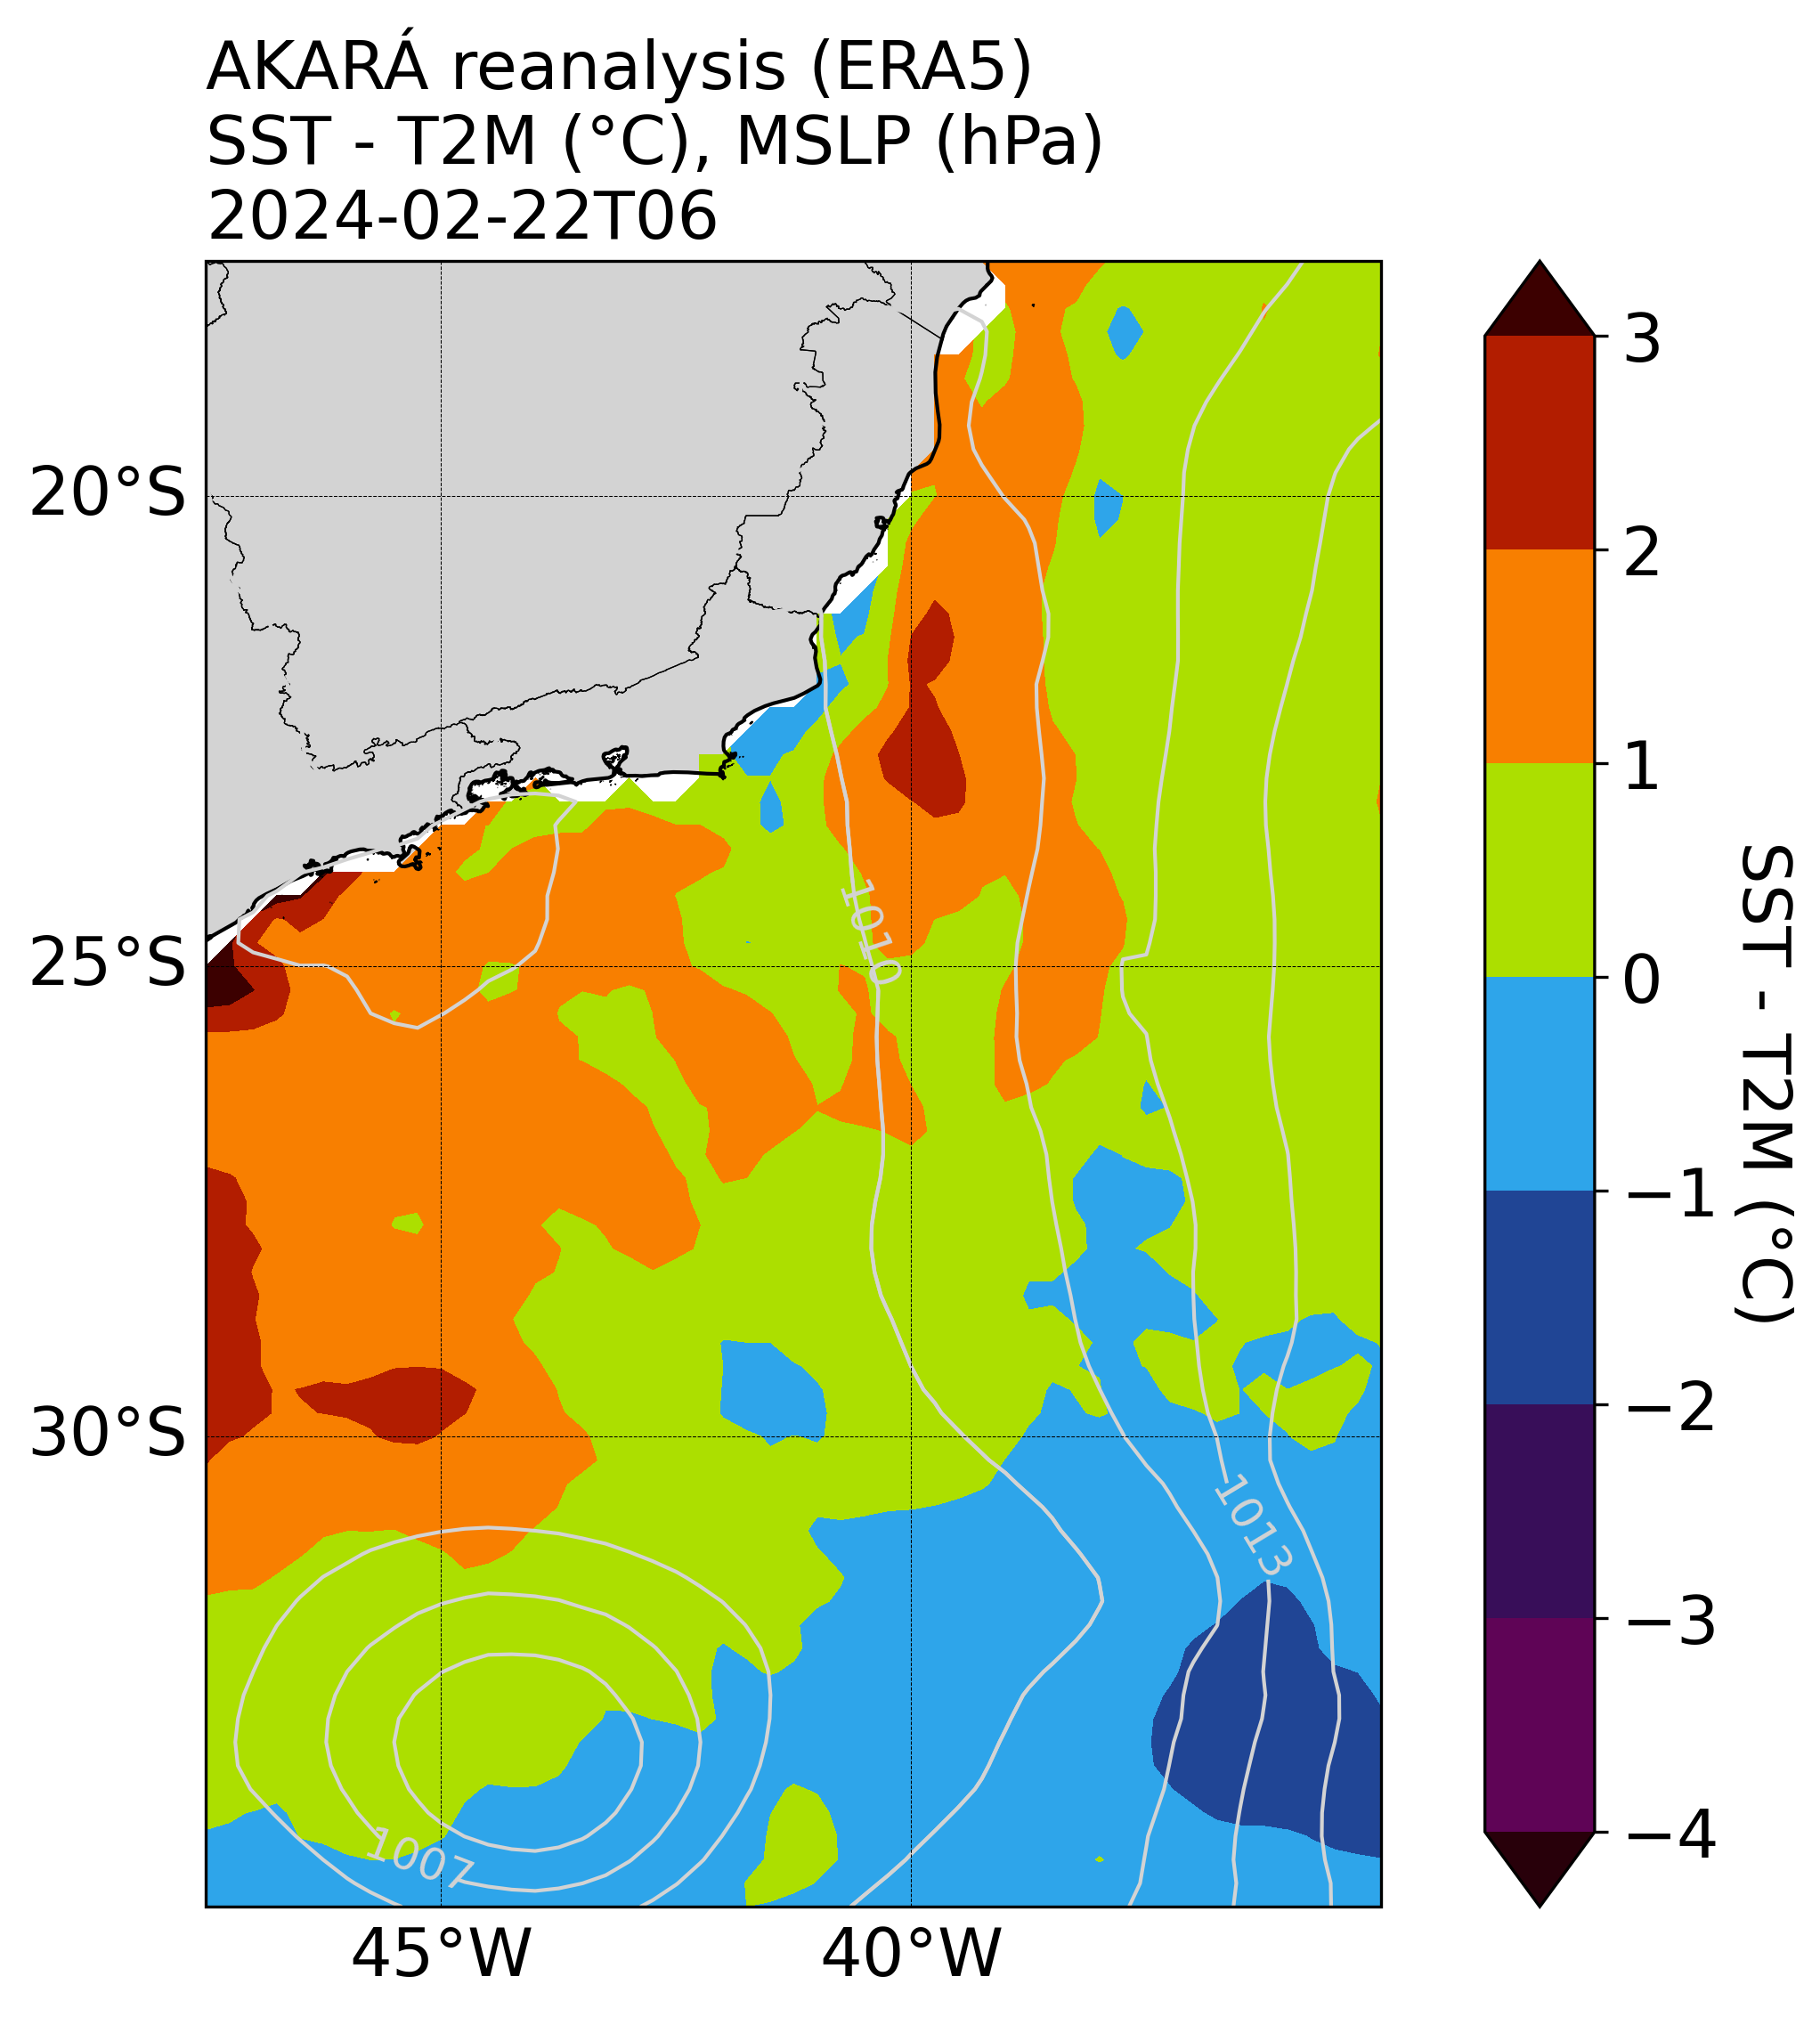 AKARÁ reanalysis (ERA5)
SST - T2M (°C), MSLP (hPa)
2024-02-22T06
20°S
25°S
30°S
45°W
40°W
1010
1013
1007
3
2
1
0
−1
−2
−3
−4
SST - T2M (°C)